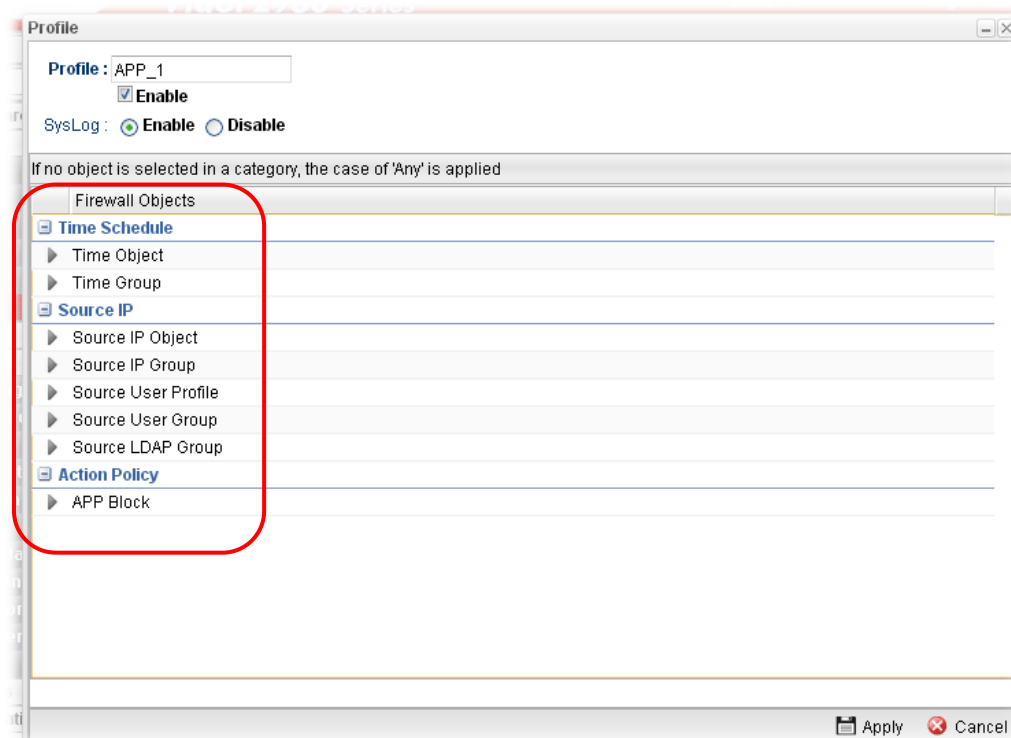 2960 Series
Profile
Profile : APP_1
Enable
SysLog : Enable Disable
If no object is selected in a category, the case of 'Any' is applied
Firewall Objects
Time Schedule
Time Object
Time Group
Source IP
Source IP Object
Source IP Group
Source User Profile
Source User Group
Source LDAP Group
Action Policy
APP Block
Apply Cancel